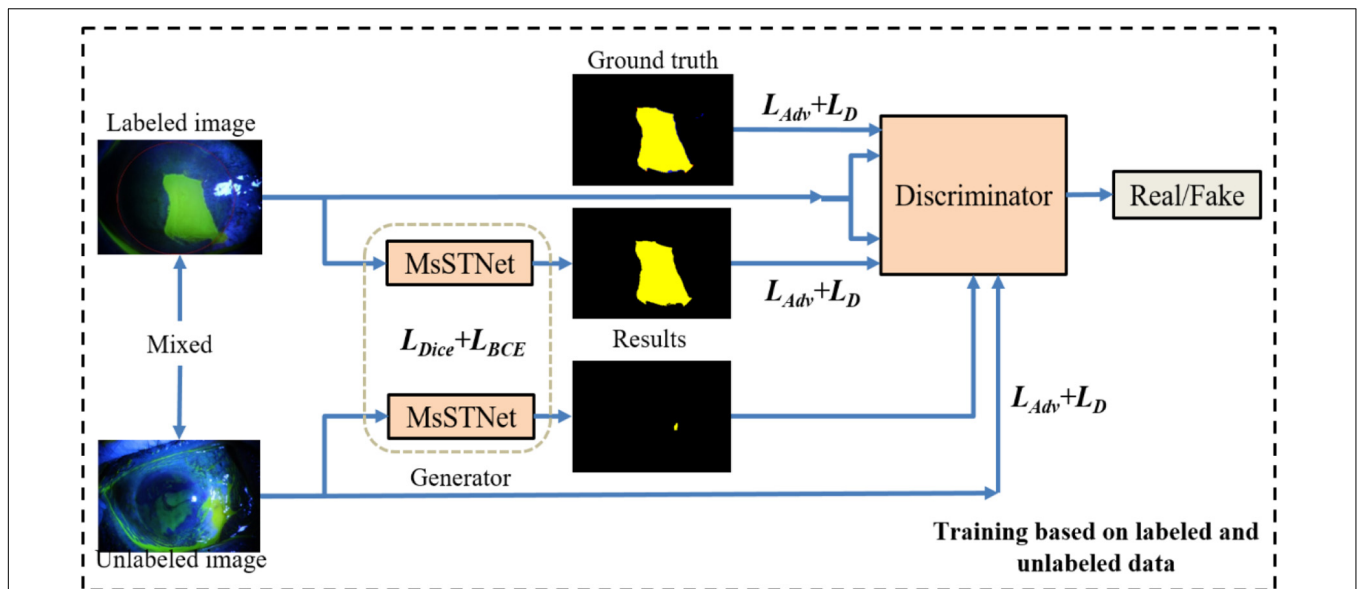 Ground truth
L_Adv+L_D
Labeled image
Discriminator
Real/Fake
MsSTNet
L_Adv+L_D
L_Dice+L_BCE
Results
Mixed
MsSTNet
L_Adv+L_D
Generator
Unlabeled image
Training based on labeled and
unlabeled data